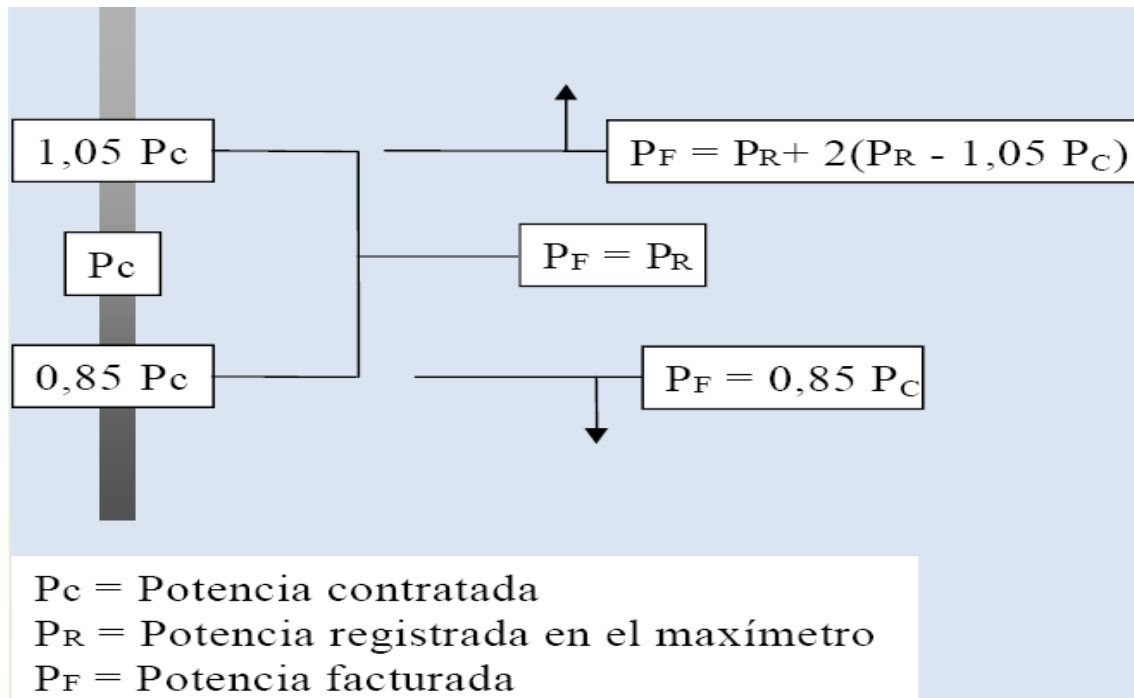 1,05 Pc
PF = PR+ 2(PR - 1,05 PC)
Pc
PF = PR
0,85 Pc
PF = 0,85 PC
Pc = Potencia contratada
PR = Potencia registrada en el maxímetro
PF = Potencia facturada